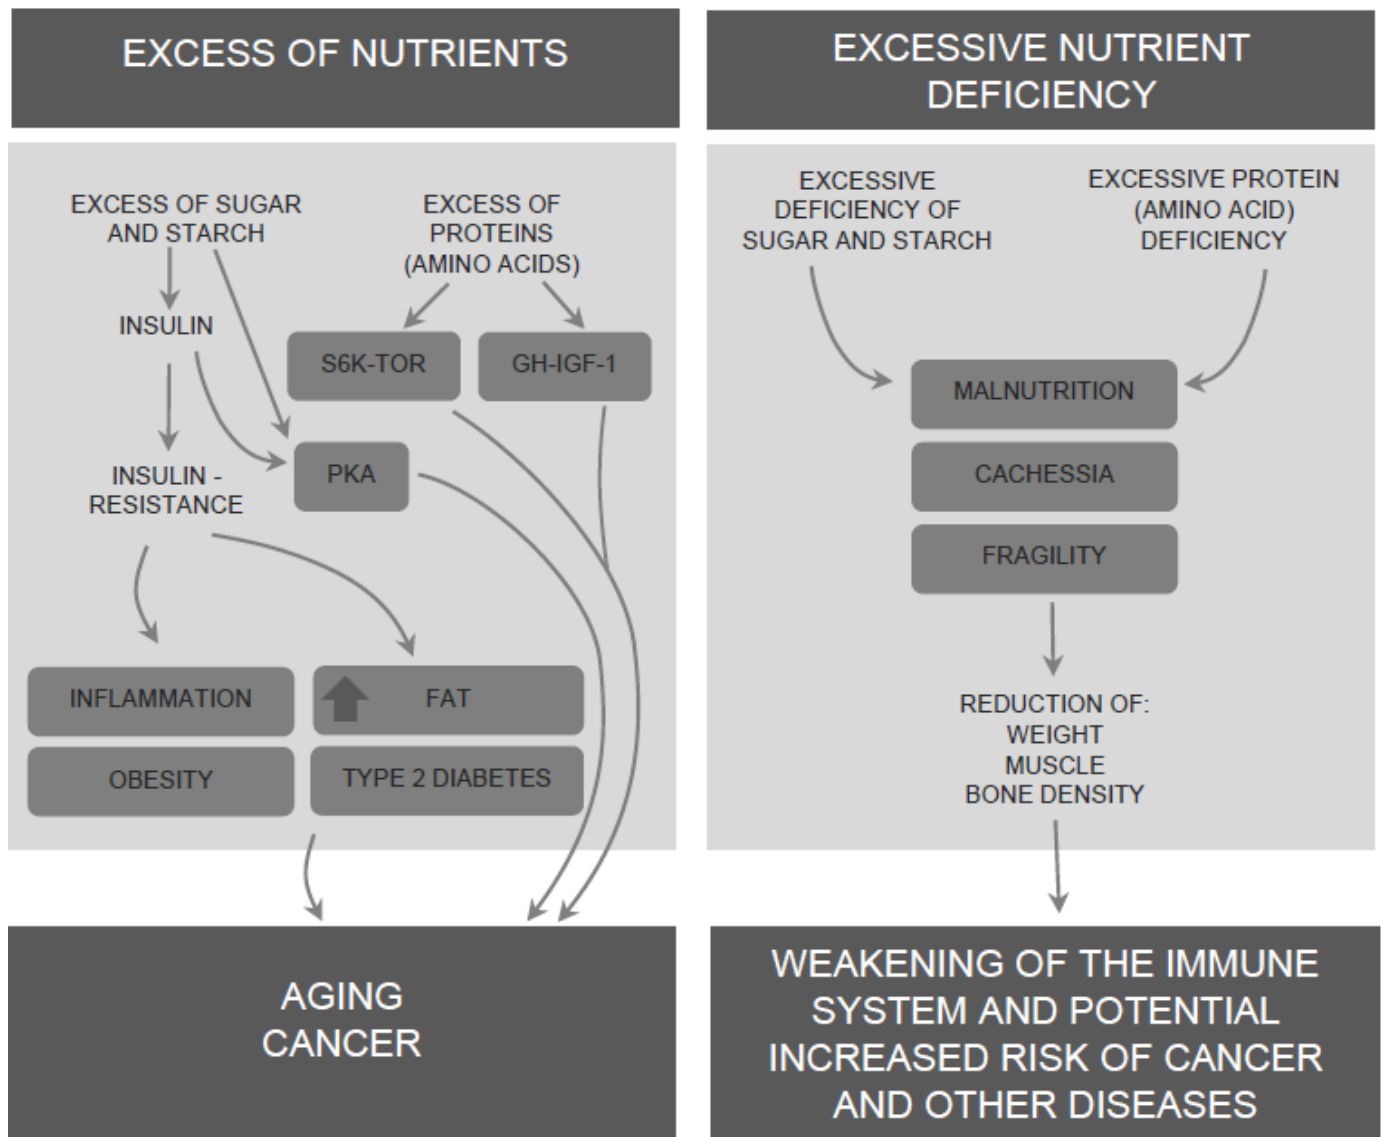 EXCESS OF NUTRIENTS
EXCESS OF SUGAR
AND STARCH
EXCESS OF
PROTEINS
(AMINO ACIDS)
INSULIN
S6K-TOR
GH-IGF-1
INSULIN -
RESISTANCE
PKA
INFLAMMATION
FAT
OBESITY
TYPE 2 DIABETES
AGING
CANCER
EXCESSIVE NUTRIENT
DEFICIENCY
EXCESSIVE
DEFICIENCY OF
SUGAR AND STARCH
EXCESSIVE PROTEIN
(AMINO ACID)
DEFICIENCY
MALNUTRITION
CACHESSIA
FRAGILITY
REDUCTION OF:
WEIGHT
MUSCLE
BONE DENSITY
WEAKENING OF THE IMMUNE
SYSTEM AND POTENTIAL
INCREASED RISK OF CANCER
AND OTHER DISEASES